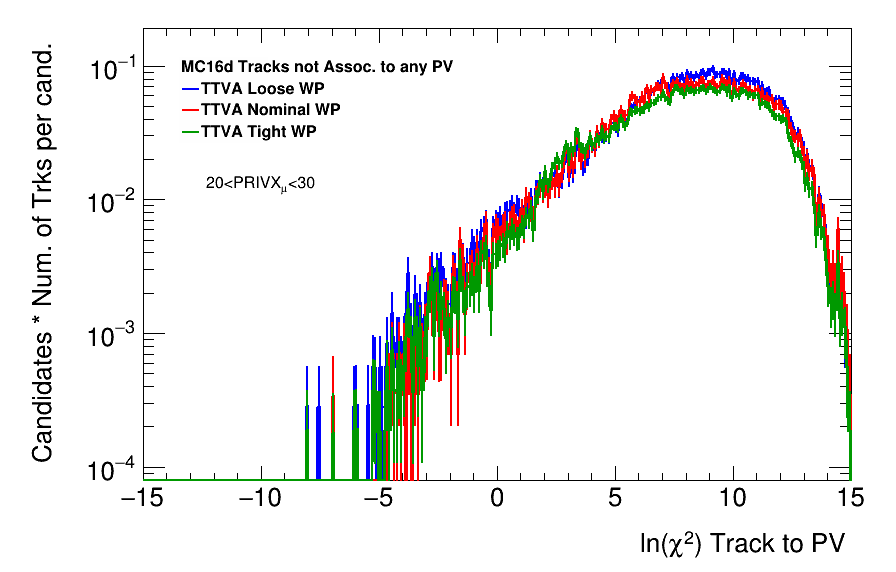 MC16d Tracks not Assoc. to any PV
TTVA Loose WP
TTVA Nominal WP
TTVA Tight WP
20<PRIVXμ<30
Candidates * Num. of Trks per cand.
10⁻¹
10⁻²
10⁻³
10⁻⁴
−15 −10 −5 0 5 10 15
ln(χ²) Track to PV